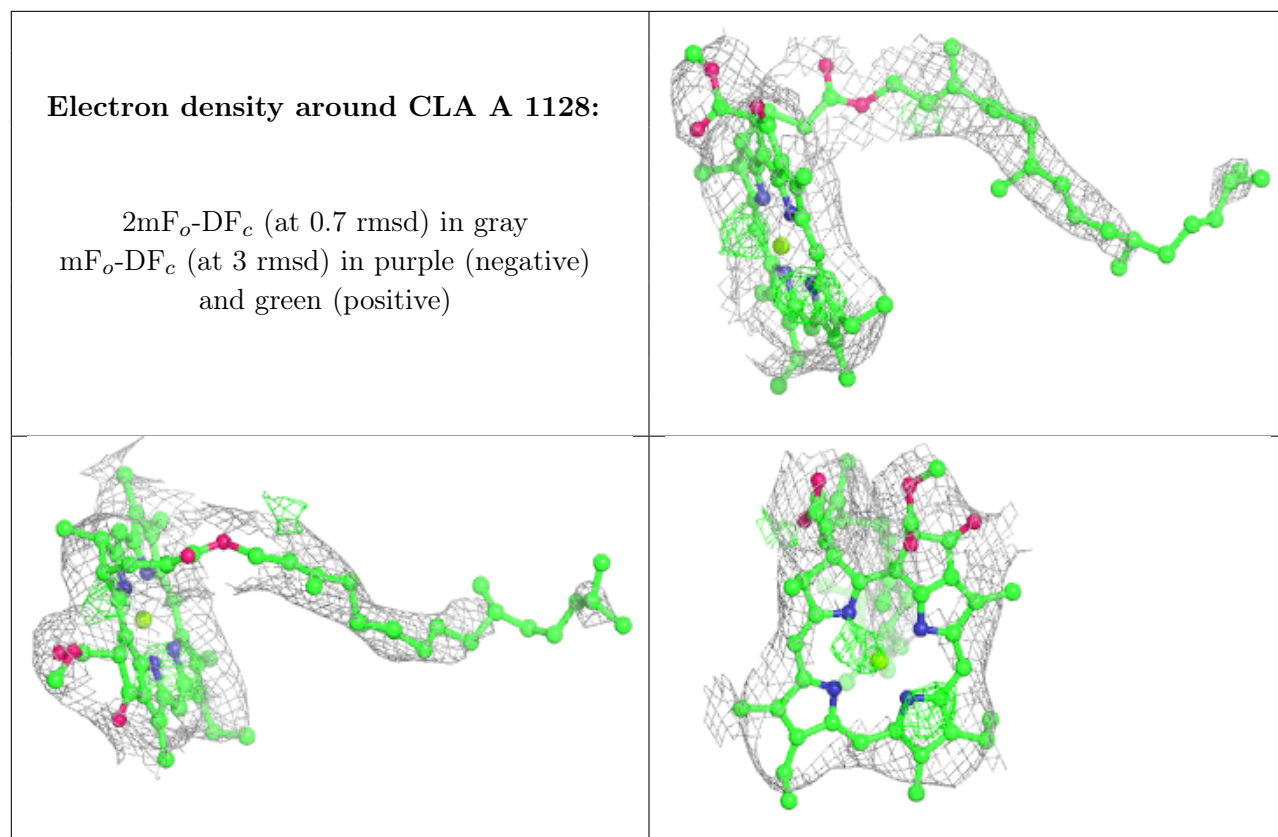 Electron density around CLA A 1128:
2mFo-DFc (at 0.7 rmsd) in gray
mFo-DFc (at 3 rmsd) in purple (negative)
and green (positive)